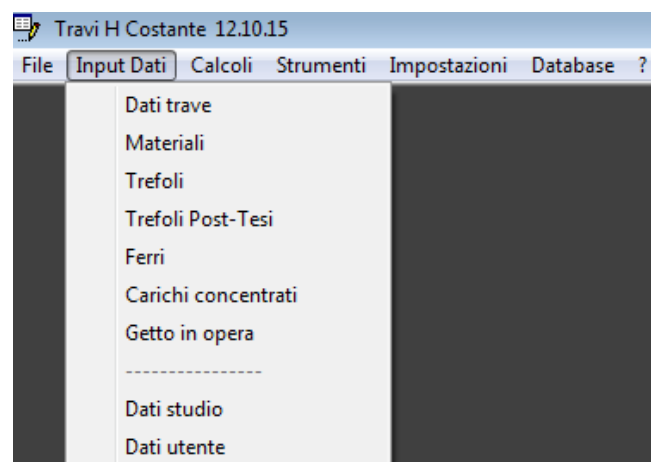 Travi H Costante 12.10.15
File Input Dati Calcoli Strumenti Impostazioni Database ?
Dati trave
Materiali
Trefoli
Trefoli Post-Tesi
Ferri
Carichi concentrati
Getto in opera
----------------
Dati studio
Dati utente